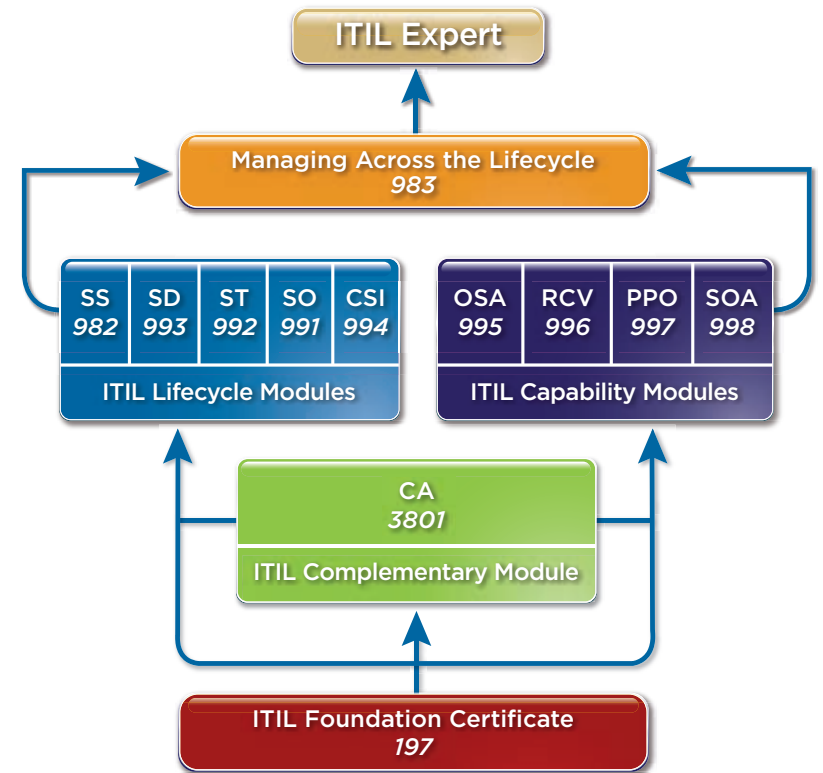 ITIL Expert
Managing Across the Lifecycle
983
SS SD ST SO CSI
982 993 992 991 994
ITIL Lifecycle Modules
OSA RCV PPO SOA
995 996 997 998
ITIL Capability Modules
CA
3801
ITIL Complementary Module
ITIL Foundation Certificate
197